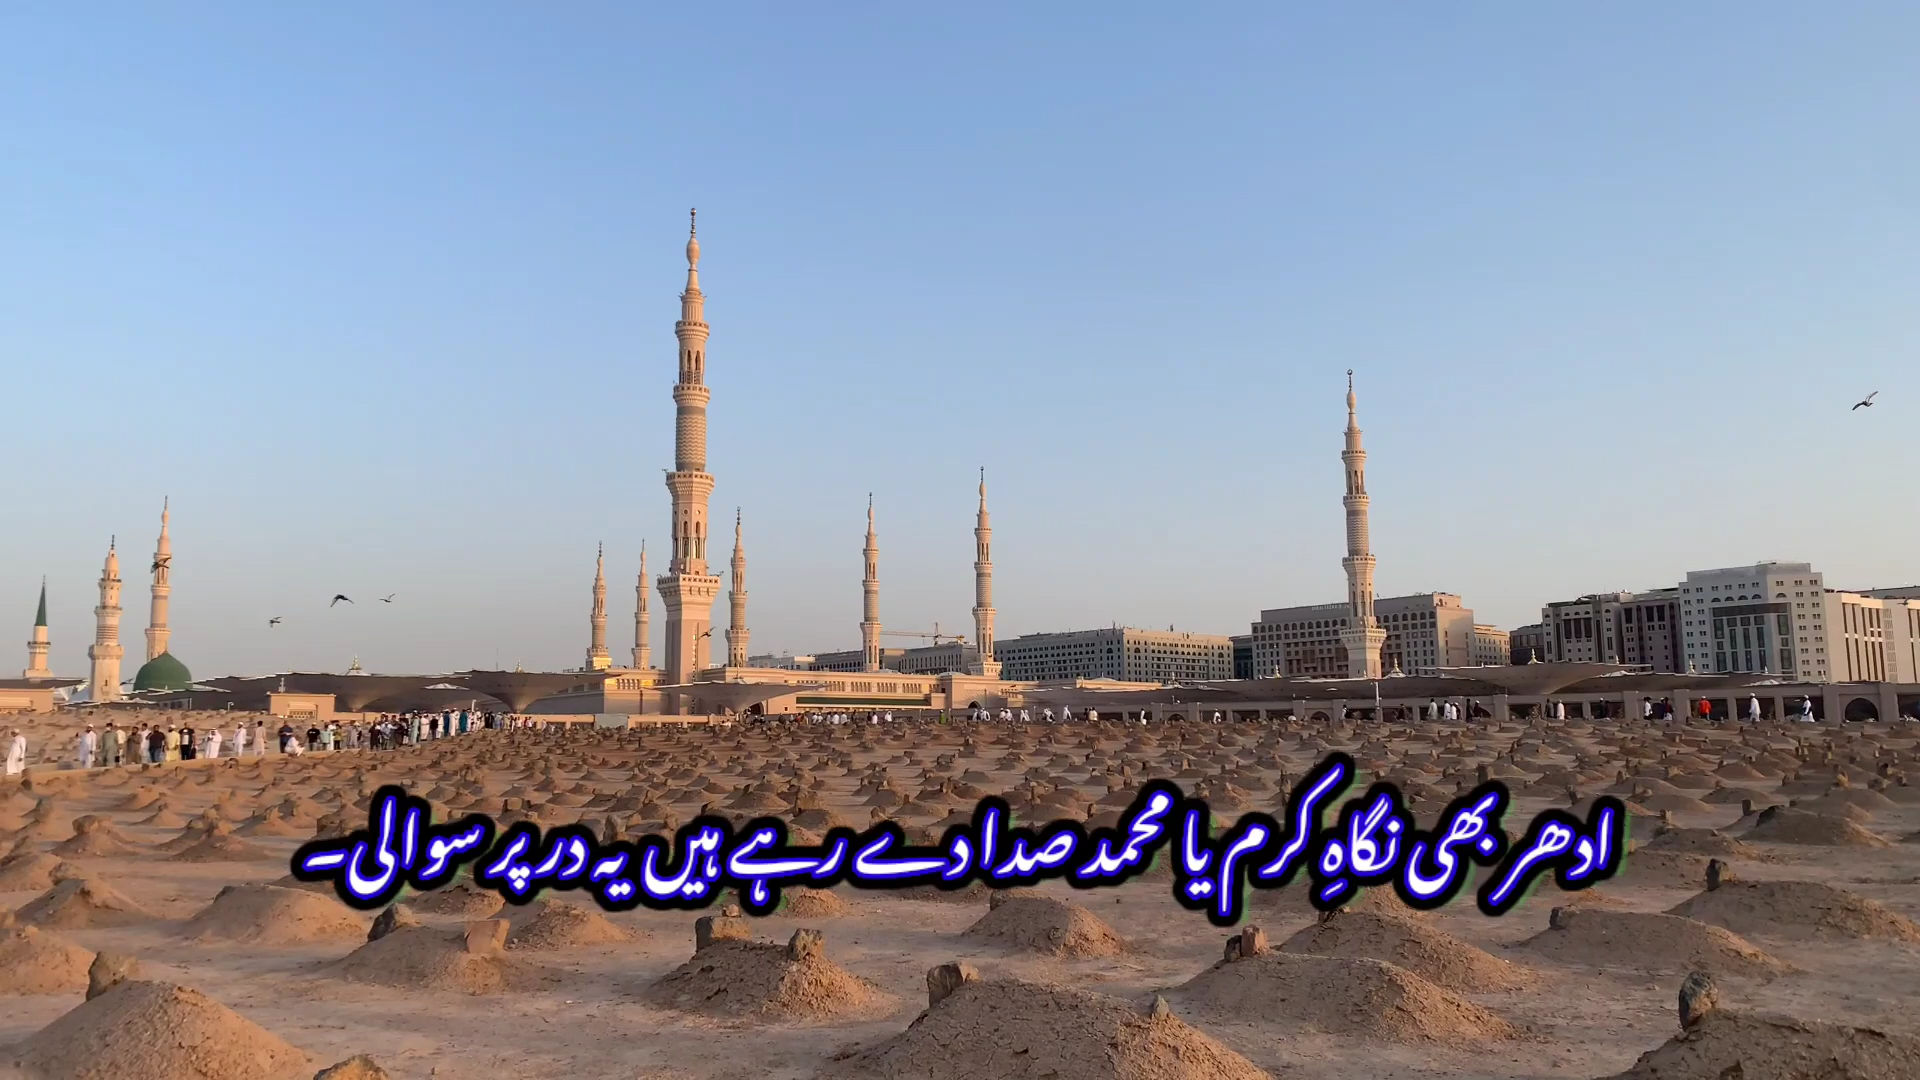 ادھر بھی نگاہِ کرم یا محمد صدا دے رہے ہیں یہ در پر سوالی۔